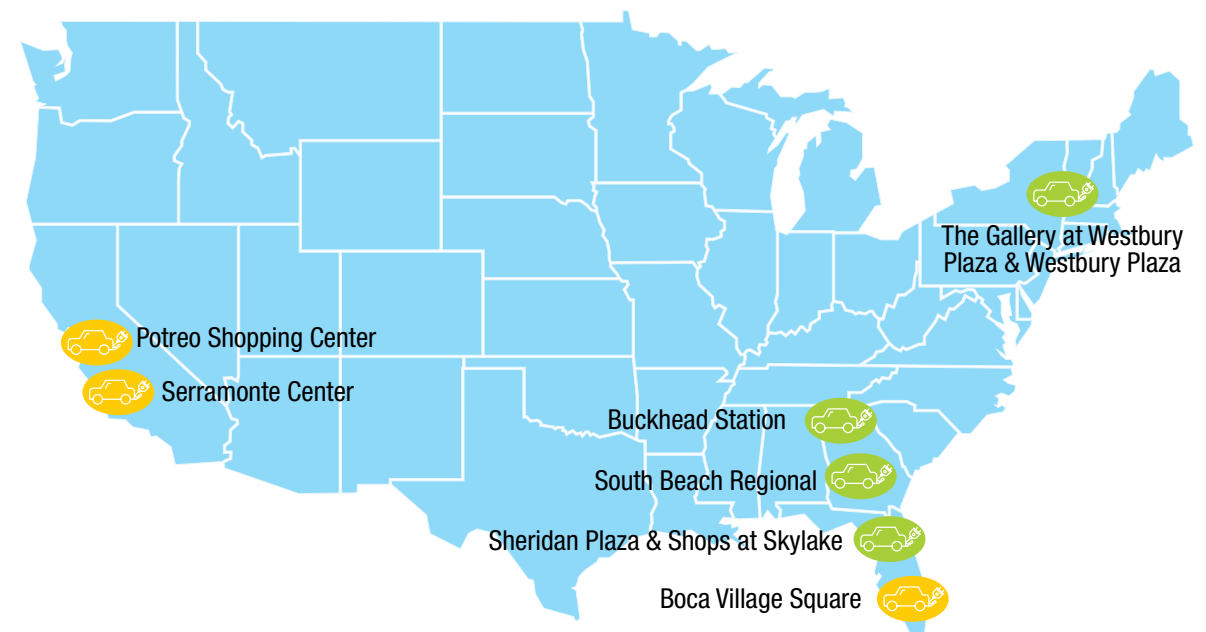 The Gallery at Westbury
Plaza & Westbury Plaza
Potreo Shopping Center
Serramonte Center
Buckhead Station
South Beach Regional
Sheridan Plaza & Shops at Skylake
Boca Village Square